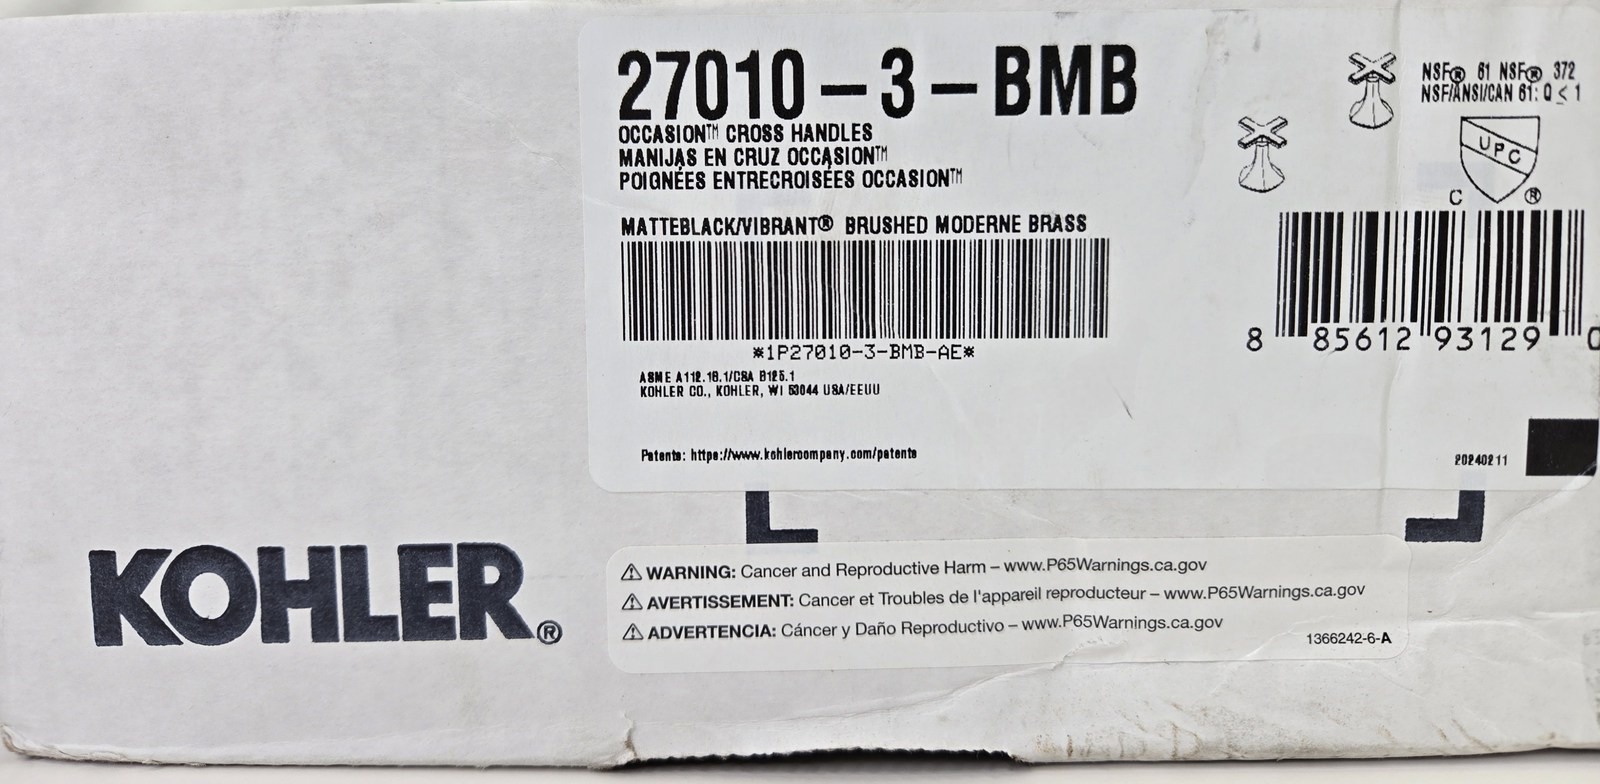 27010-3-BMB
OCCASION™ CROSS HANDLES
MANIJAS EN CRUZ OCCASION™
POIGNÉES ENTRECROISÉES OCCASION™
MATTEBLACK/VIBRANT® BRUSHED MODERNE BRASS
*1P27010-3-BMB-AE*
ASME A112.18.1/CSA B125.1
KOHLER CO., KOHLER, WI 53044 USA/EEUU
Patents: https://www.kohlercompany.com/patents
NSF® 61 NSF® 372
NSF/ANSI/CAN 61: Q ≤ 1
UPC
C ®
8 85612 93129 0
20240211
KOHLER®
⚠ WARNING: Cancer and Reproductive Harm – www.P65Warnings.ca.gov
⚠ AVERTISSEMENT: Cancer et Troubles de l'appareil reproducteur – www.P65Warnings.ca.gov
⚠ ADVERTENCIA: Cáncer y Daño Reproductivo – www.P65Warnings.ca.gov
1366242-6-A